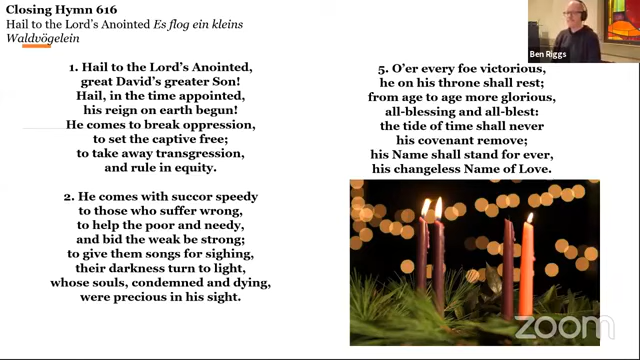 Closing Hymn 616
Hail to the Lord's Anointed Es flog ein kleins
Waldvögelein
1. Hail to the Lord's Anointed,
great David's greater Son!
Hail, in the time appointed,
his reign on earth begun!
He comes to break oppression,
to set the captive free;
to take away transgression,
and rule in equity.
2. He comes with succor speedy
to those who suffer wrong,
to help the poor and needy,
and bid the weak be strong;
to give them songs for sighing,
their darkness turn to light,
whose souls, condemned and dying,
were precious in his sight.
5. O'er every foe victorious,
he on his throne shall rest;
from age to age more glorious,
all-blessing and all-blest:
the tide of time shall never
his covenant remove;
his Name shall stand for ever,
his changeless Name of Love.
Ben Riggs
zoom